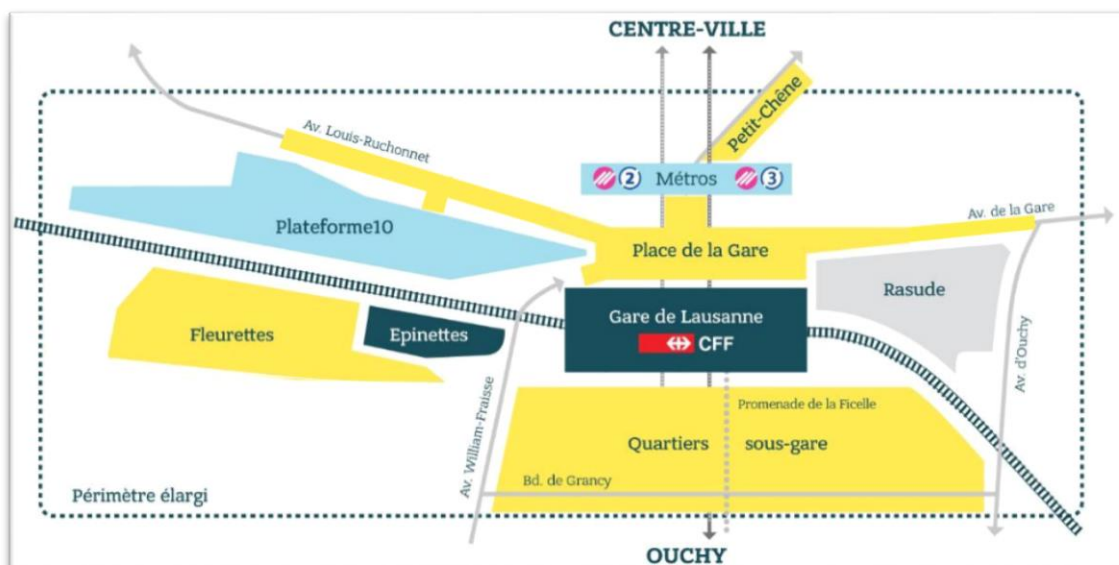 CENTRE-VILLE
Petit-Chêne
Av. Louis-Ruchonnet
2 Métros 3
Av. de la Gare
Plateforme10
Place de la Gare
Rasude
Gare de Lausanne
CFF
Fleurettes
Epinettes
Av. d'Ouchy
Av. William-Fraisse
Promenade de la Ficelle
Quartiers sous-gare
Bd. de Grancy
Périmètre élargi
OUCHY